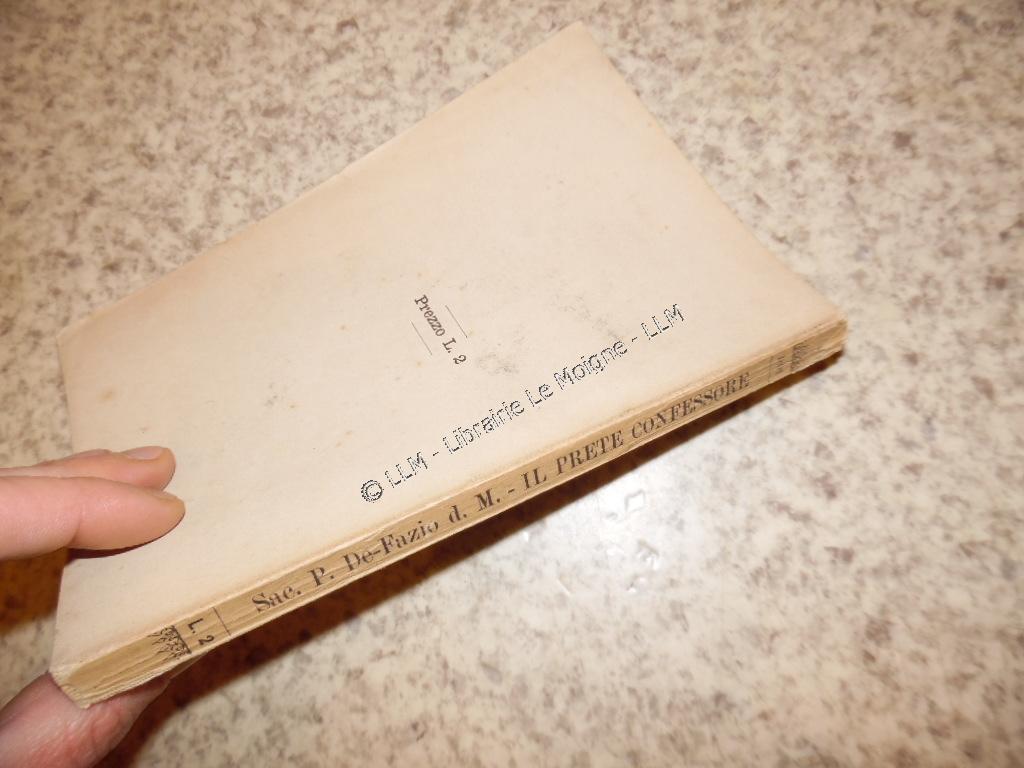 Prezzo L. 2
© LLM - Librairie Le Moigne - LLM
Sac. P. De-Fazio d. M. - IL PRETE CONFESSORE
L. 2